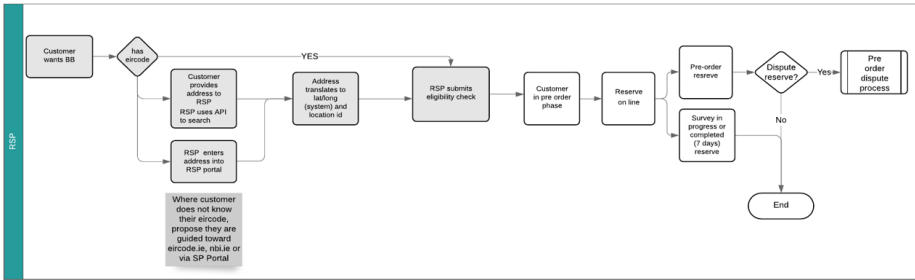 RSP
Customer
wants BB
has
eircode
YES
Customer
provides
address to
RSP
RSP uses API
to search
RSP enters
address into
RSP portal
Where customer
does not know
their eircode,
propose they are
guided toward
eircode.ie, nbi.ie or
via SP Portal
Address
translates to
lat/long
(system) and
location id
RSP submits
eligibility check
Customer
in pre order
phase
Reserve
on line
Pre-order
resreve
Survey in
progress or
completed
(7 days)
reserve
Dispute
reserve?
Yes
No
Pre
order
dispute
process
End